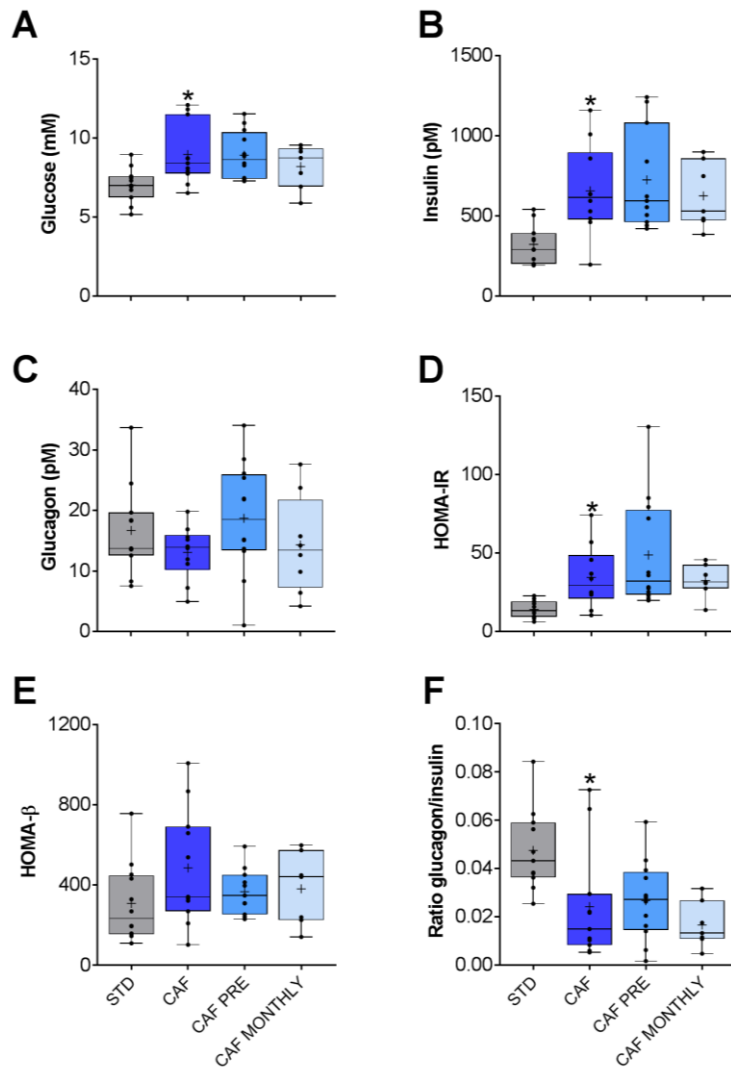 A
B
15
10
5
0
Glucose (mM)
*
1500
1000
500
0
Insulin (pM)
*
C
D
40
30
20
10
0
Glucagon (pM)
150
100
50
0
HOMA-IR
*
E
F
1200
800
400
0
HOMA-β
STD
CAF
CAF PRE
CAF MONTHLY
0.10
0.08
0.06
0.04
0.02
0.00
Ratio glucagon/insulin
*
STD
CAF
CAF PRE
CAF MONTHLY